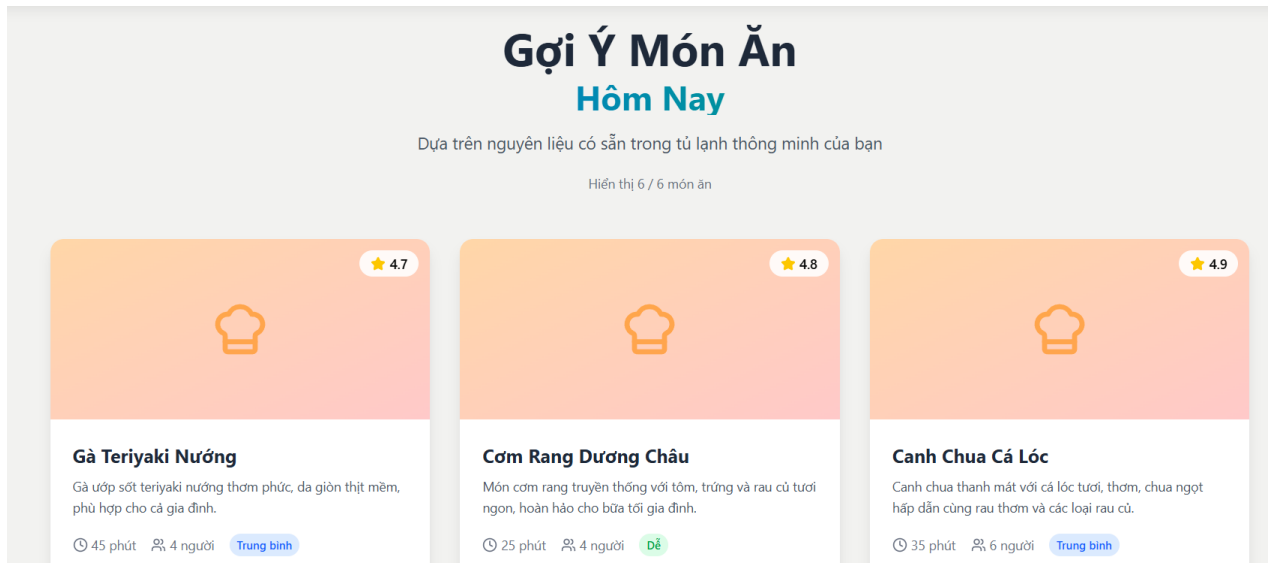 Gợi Ý Món Ăn
Hôm Nay
Dựa trên nguyên liệu có sẵn trong tủ lạnh thông minh của bạn
Hiển thị 6 / 6 món ăn
4.7
4.8
4.9
Gà Teriyaki Nướng
Gà ướp sốt teriyaki nướng thơm phức, da giòn thịt mềm,
phù hợp cho cả gia đình.
45 phút 4 người Trung bình
Cơm Rang Dương Châu
Món cơm rang truyền thống với tôm, trứng và rau củ tươi
ngon, hoàn hảo cho bữa tối gia đình.
25 phút 4 người Dễ
Canh Chua Cá Lóc
Canh chua thanh mát với cá lóc tươi, thơm, chua ngọt
hấp dẫn cùng rau thơm và các loại rau củ.
35 phút 6 người Trung bình